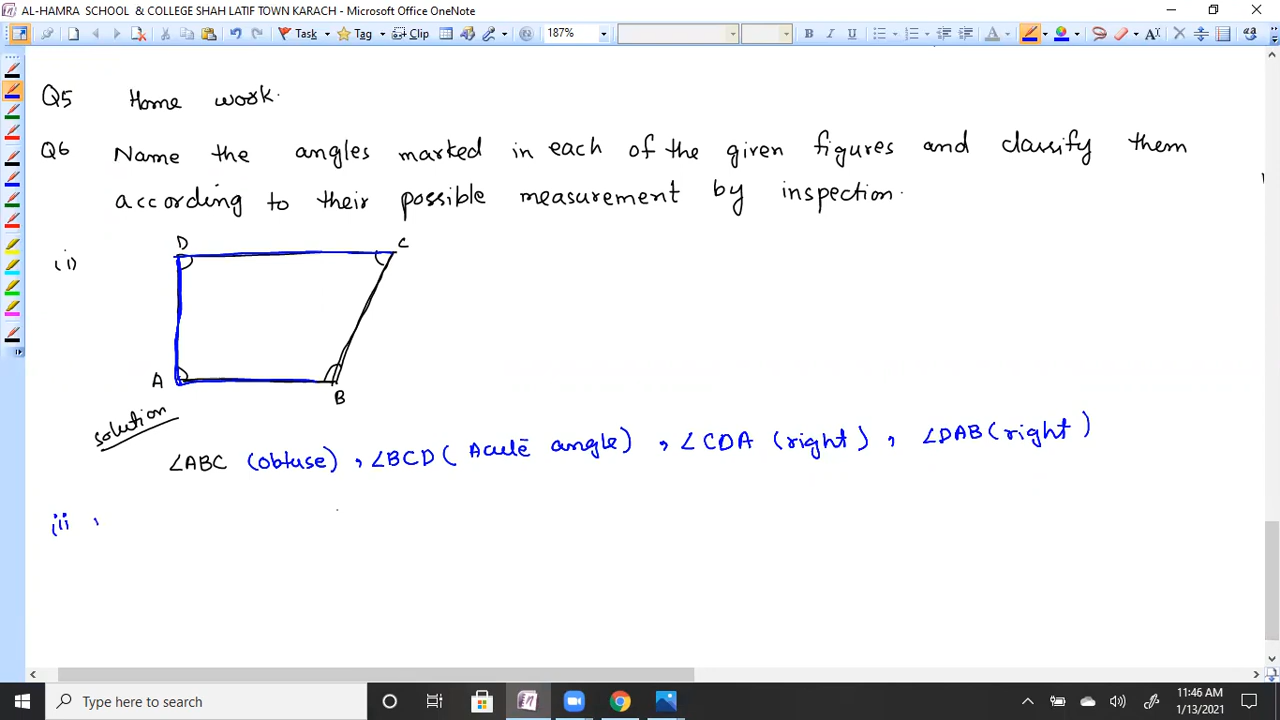 AL-HAMRA SCHOOL & COLLEGE SHAH LATIF TOWN KARACH - Microsoft OneNote
Task Tag Clip 187% B I U
Q5 Home work.
Q6 Name the angles marked in each of the given figures and classify them
according to their possible measurement by inspection.
(i)
D C
A B
solution
∠ABC (obtuse) , ∠BCD ( Acute angle) , ∠CDA (right) , ∠DAB (right)
(ii ,
Type here to search
11:46 AM
1/13/2021